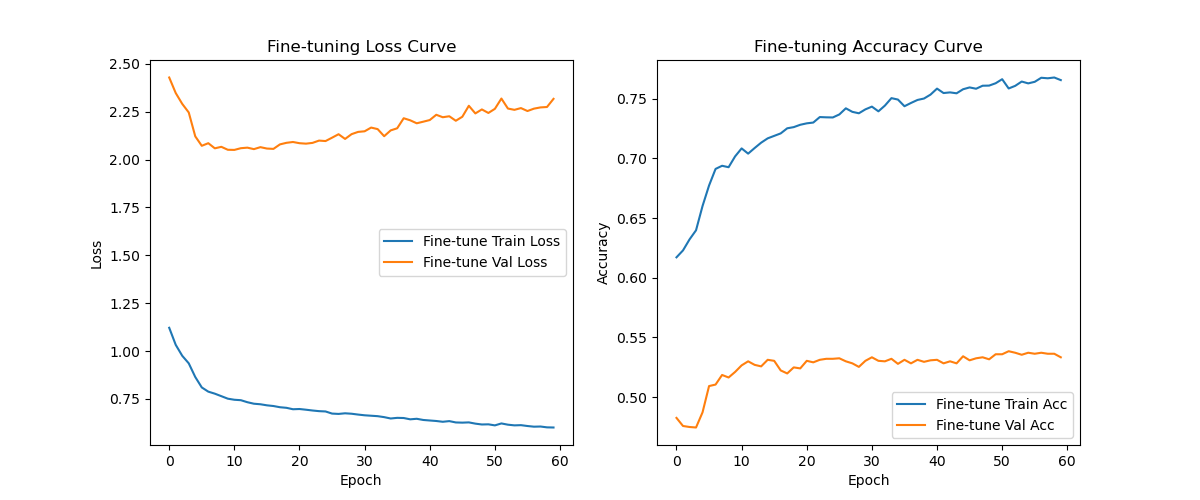 Fine-tuning Loss Curve
2.50
2.25
2.00
1.75
1.50
1.25
1.00
0.75
Loss
0 10 20 30 40 50 60
Epoch
Fine-tune Train Loss
Fine-tune Val Loss
Fine-tuning Accuracy Curve
0.75
0.70
0.65
0.60
0.55
0.50
Accuracy
0 10 20 30 40 50 60
Epoch
Fine-tune Train Acc
Fine-tune Val Acc